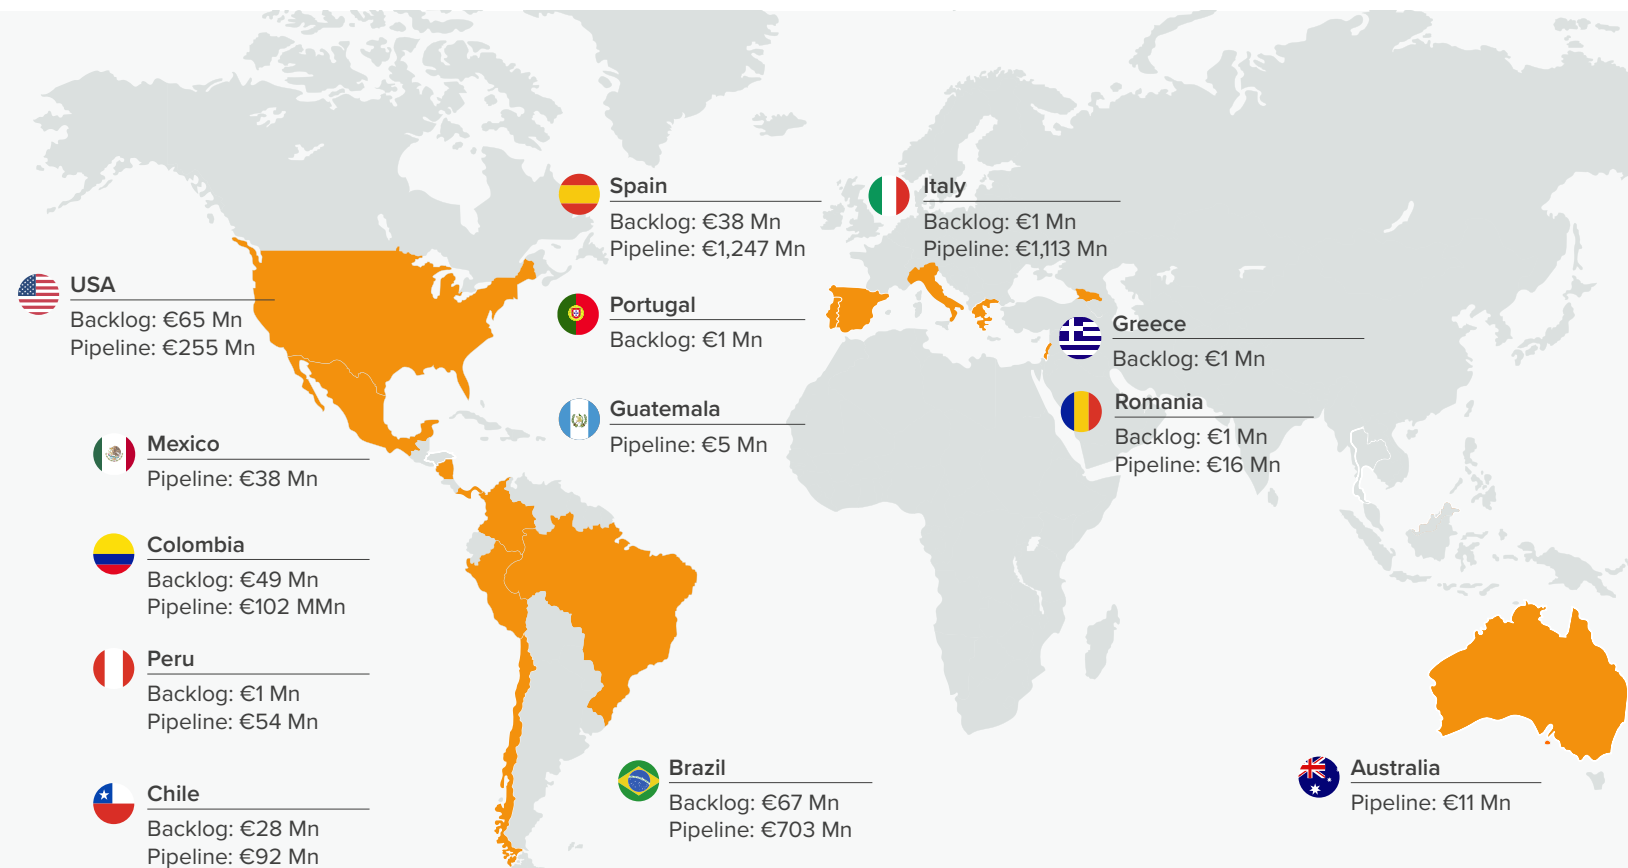 Spain
Backlog: €38 Mn
Pipeline: €1,247 Mn
Italy
Backlog: €1 Mn
Pipeline: €1,113 Mn
USA
Backlog: €65 Mn
Pipeline: €255 Mn
Portugal
Backlog: €1 Mn
Greece
Backlog: €1 Mn
Guatemala
Pipeline: €5 Mn
Romania
Backlog: €1 Mn
Pipeline: €16 Mn
Mexico
Pipeline: €38 Mn
Colombia
Backlog: €49 Mn
Pipeline: €102 MMn
Peru
Backlog: €1 Mn
Pipeline: €54 Mn
Chile
Backlog: €28 Mn
Pipeline: €92 Mn
Brazil
Backlog: €67 Mn
Pipeline: €703 Mn
Australia
Pipeline: €11 Mn